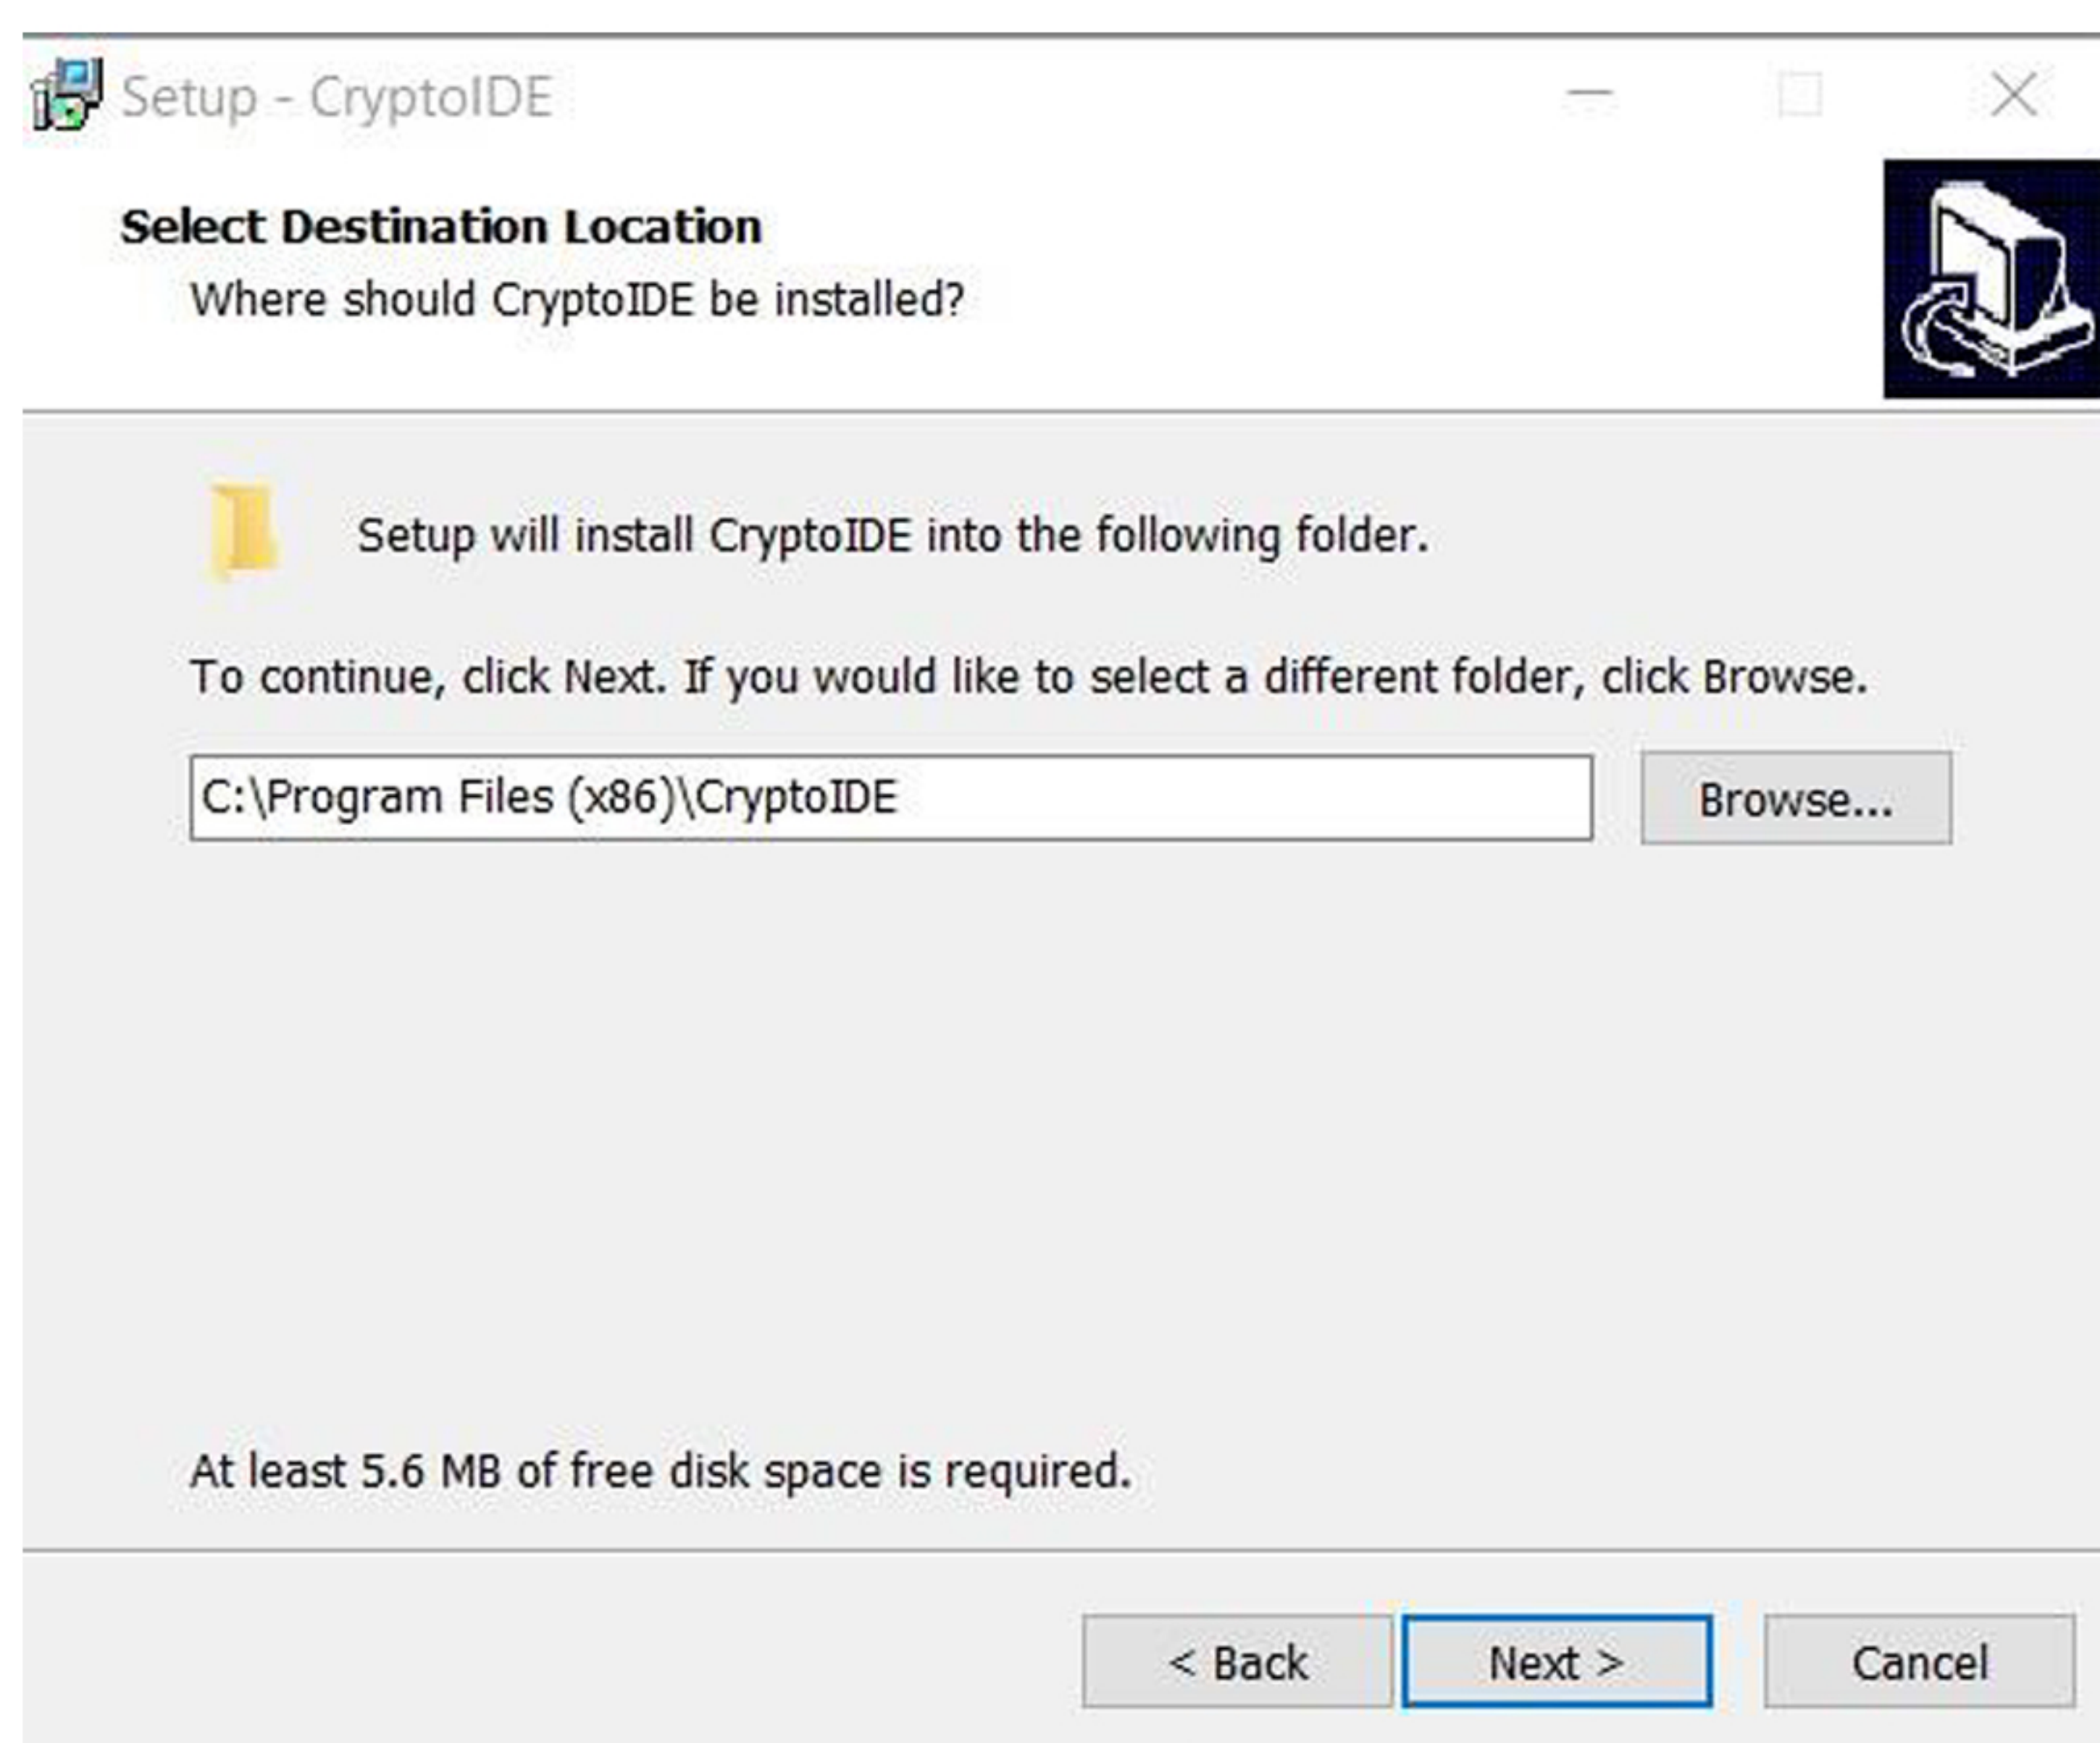 Setup - CryptoIDE
Select Destination Location
Where should CryptoIDE be installed?
Setup will install CryptoIDE into the following folder.
To continue, click Next. If you would like to select a different folder, click Browse.
C:\Program Files (x86)\CryptoIDE
Browse...
At least 5.6 MB of free disk space is required.
< Back
Next >
Cancel